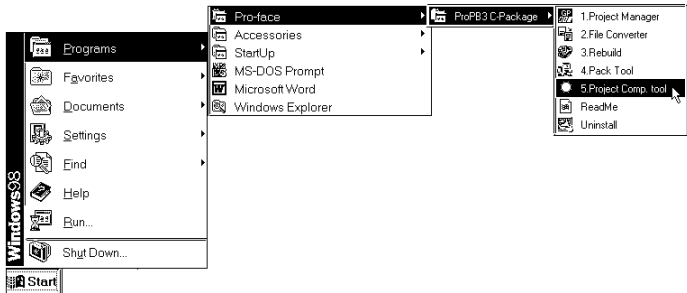 Windows98
Programs
Favorites
Documents
Settings
Find
Help
Run...
Shut Down...
Start
Pro-face
Accessories
StartUp
MS-DOS Prompt
Microsoft Word
Windows Explorer
ProPB3 C-Package
1.Project Manager
2.File Converter
3.Rebuild
4.Pack Tool
5.Project Comp. tool
ReadMe
Uninstall